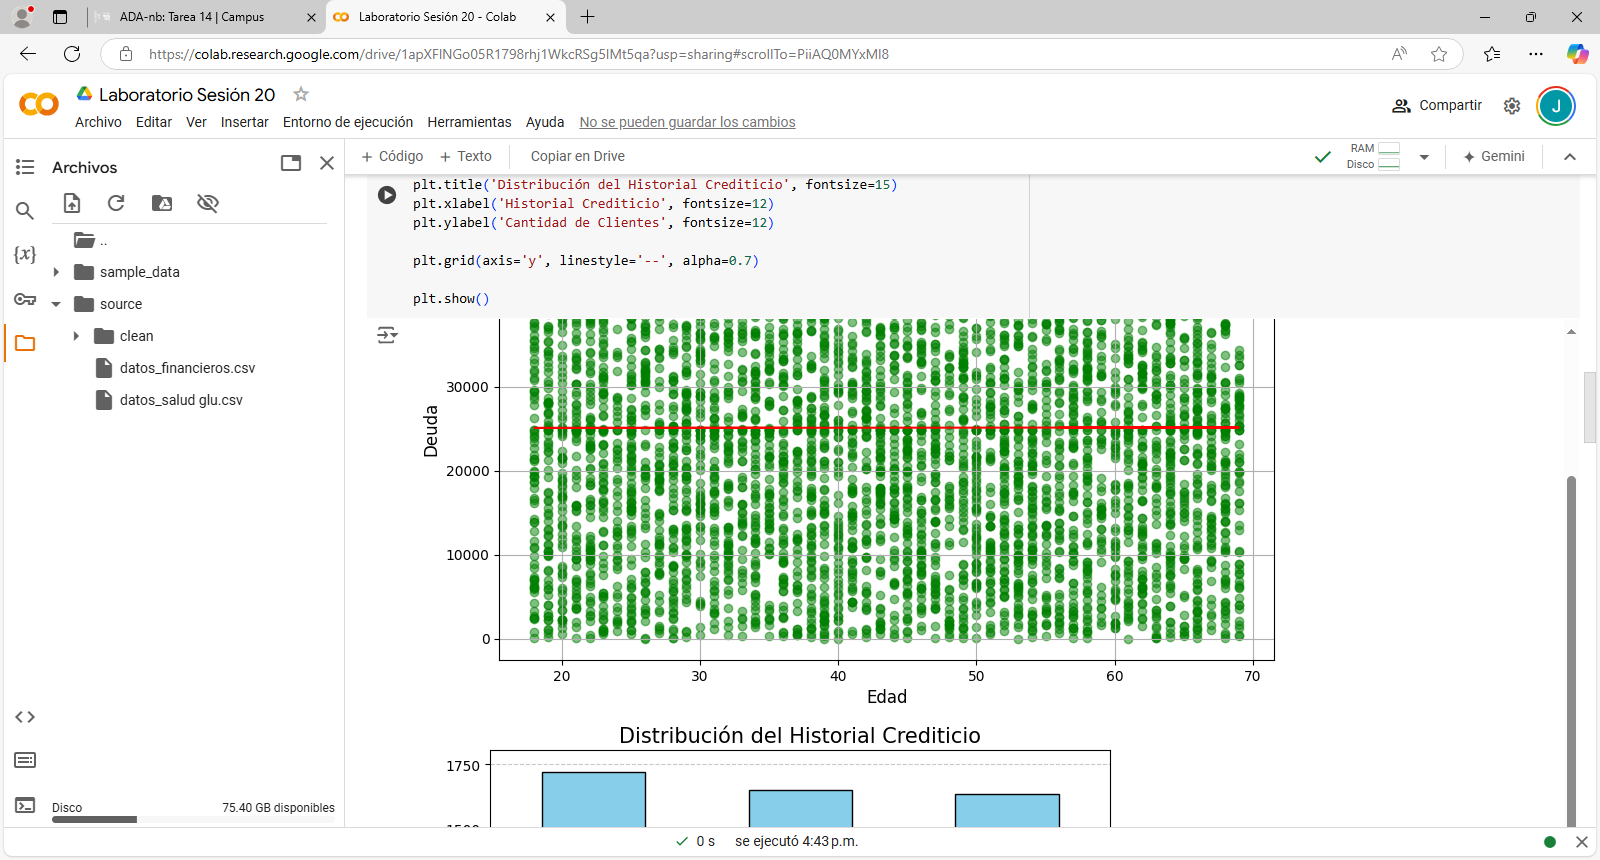 ADA-nb: Tarea 14 | Campus
Laboratorio Sesión 20 - Colab
https://colab.research.google.com/drive/1apXFlNGo05R1798rhj1WkcRSg5IMt5qa?usp=sharing#scrollTo=PiiAQ0MYxMI8
Laboratorio Sesión 20
Compartir
J
Archivo Editar Ver Insertar Entorno de ejecución Herramientas Ayuda No se pueden guardar los cambios
Archivos
+ Código + Texto Copiar en Drive
RAM
Disco
Gemini
..
sample_data
source
clean
datos_financieros.csv
datos_salud glu.csv
Disco 75.40 GB disponibles
plt.title('Distribución del Historial Crediticio', fontsize=15)
plt.xlabel('Historial Crediticio', fontsize=12)
plt.ylabel('Cantidad de Clientes', fontsize=12)
plt.grid(axis='y', linestyle='--', alpha=0.7)
plt.show()
30000
20000
10000
0
Deuda
20 30 40 50 60 70
Edad
Distribución del Historial Crediticio
1750
1500
0 s se ejecutó 4:43 p.m.